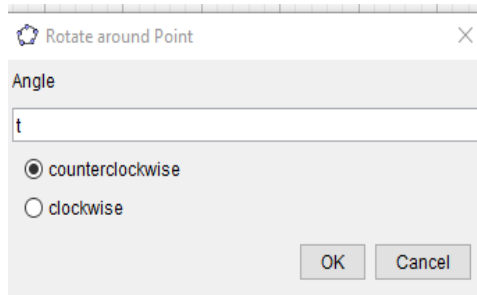 Rotate around Point
Angle
t
counterclockwise
clockwise
OK Cancel